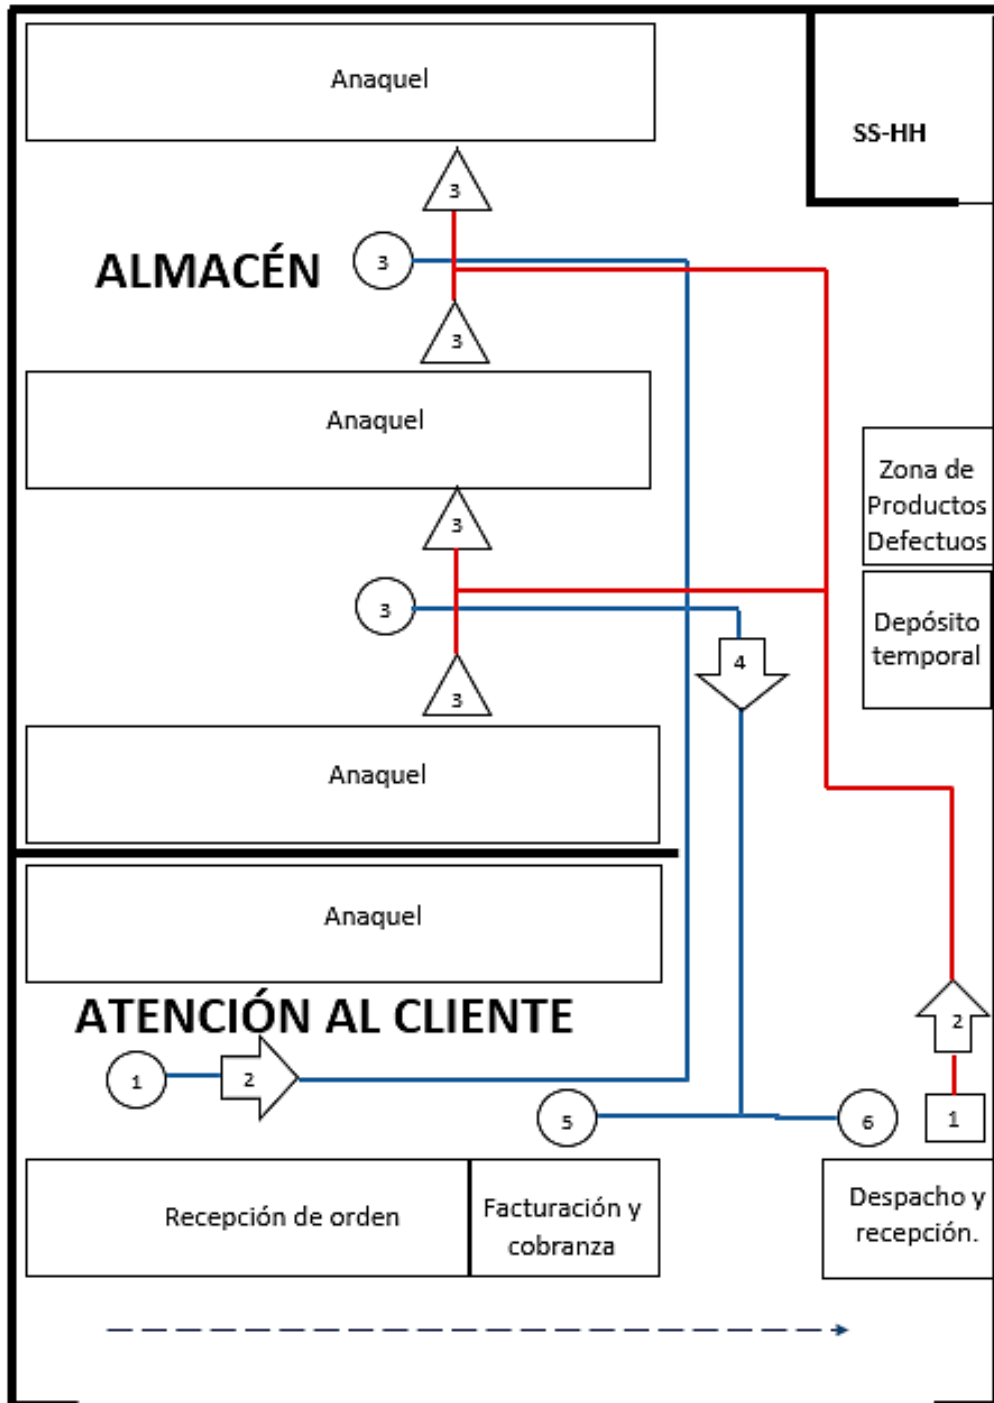 Anaquel
SS-HH
3
ALMACÉN
3
3
Anaquel
Zona de
Productos
Defectuos
3
3
Depósito
temporal
4
3
Anaquel
Anaquel
ATENCIÓN AL CLIENTE
2
1
2
5
6
1
Recepción de orden
Facturación y
cobranza
Despacho y
recepción.